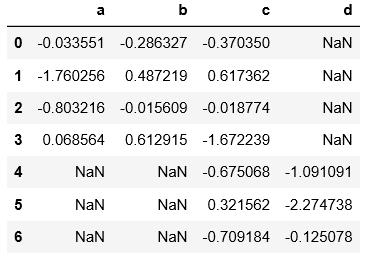 a b c d
0 -0.033551 -0.286327 -0.370350 NaN
1 -1.760256 0.487219 0.617362 NaN
2 -0.803216 -0.015609 -0.018774 NaN
3 0.068564 0.612915 -1.672239 NaN
4 NaN NaN -0.675068 -1.091091
5 NaN NaN 0.321562 -2.274738
6 NaN NaN -0.709184 -0.125078